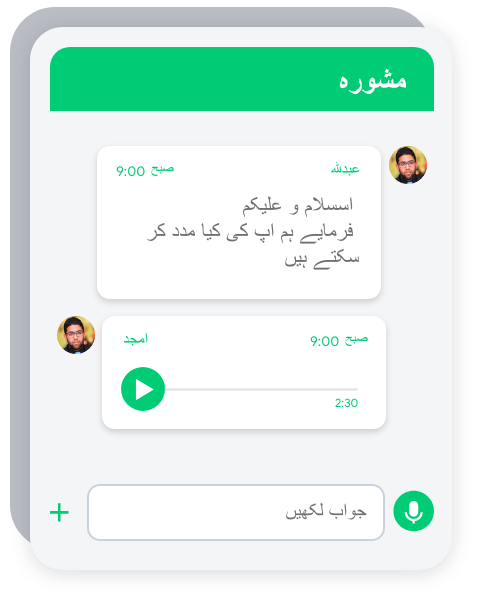 مشورہ
عبدللہ
صبح 9:00
اسسلام و علیکم
فرمایے ہم اپ کی کیا مدد کر
سکتے ہیں
صبح 9:00
امجد
2:30
جواب لکھیں